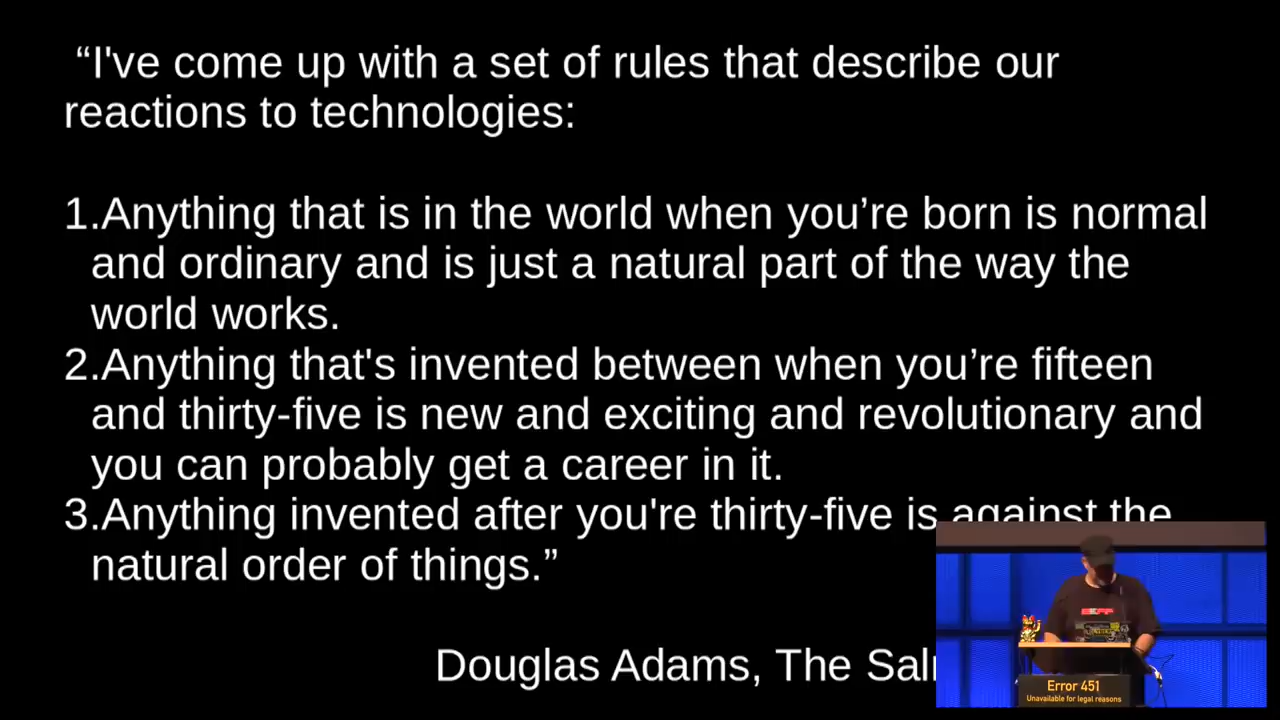 “I've come up with a set of rules that describe our
reactions to technologies:
1.Anything that is in the world when you’re born is normal
and ordinary and is just a natural part of the way the
world works.
2.Anything that's invented between when you’re fifteen
and thirty-five is new and exciting and revolutionary and
you can probably get a career in it.
3.Anything invented after you're thirty-five is against the
natural order of things.”
Douglas Adams, The
Error 451
Unavailable for legal reasons